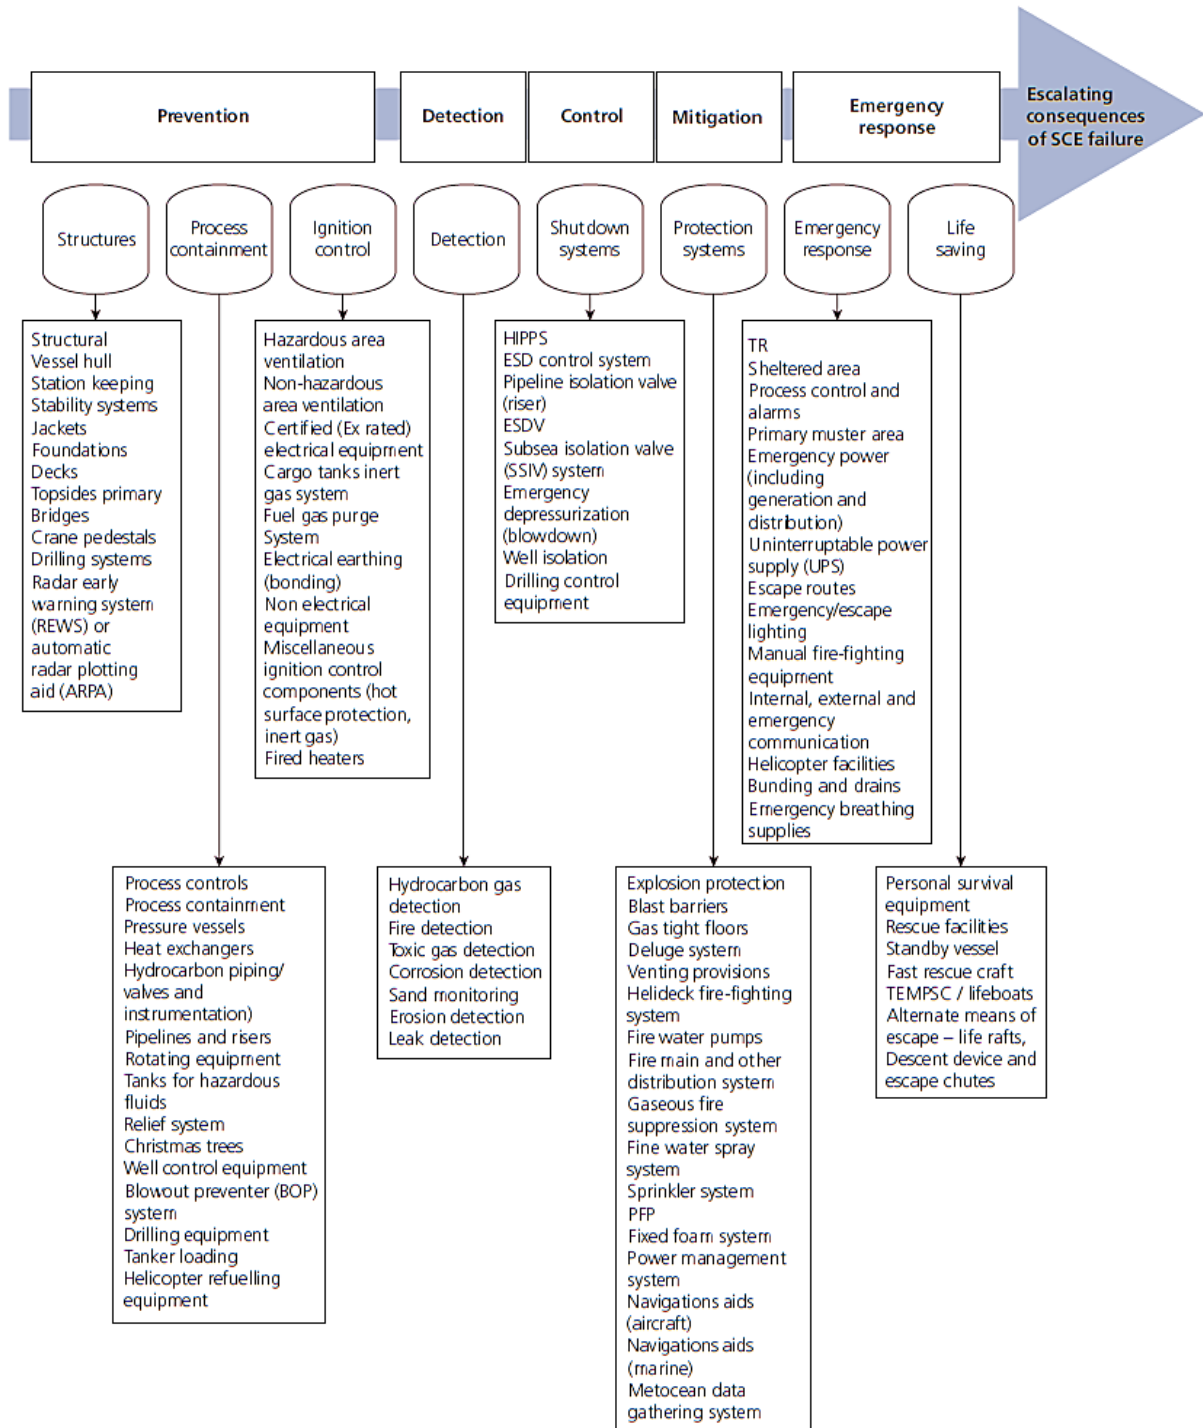 Prevention
Detection
Control
Mitigation
Emergency
response
Escalating
consequences
of SCE failure
Structures
Process
containment
Ignition
control
Detection
Shutdown
systems
Protection
systems
Emergency
response
Life
saving
Structural
Vessel hull
Station keeping
Stability systems
Jackets
Foundations
Decks
Topsides primary
Bridges
Crane pedestals
Drilling systems
Radar early
warning system
(REWS) or
automatic
radar plotting
aid (ARPA)
Hazardous area
ventilation
Non-hazardous
area ventilation
Certified (Ex rated)
electrical equipment
Cargo tanks inert
gas system
Fuel gas purge
System
Electrical earthing
(bonding)
Non electrical
equipment
Miscellaneous
ignition control
components (hot
surface protection,
inert gas)
Fired heaters
HIPPS
ESD control system
Pipeline isolation valve
(riser)
ESDV
Subsea isolation valve
(SSIV) system
Emergency
depressurization
(blowdown)
Well isolation
Drilling control
equipment
TR
Sheltered area
Process control and
alarms
Primary muster area
Emergency power
(including
generation and
distribution)
Uninterruptable power
supply (UPS)
Escape routes
Emergency/escape
lighting
Manual fire-fighting
equipment
Internal, external and
emergency
communication
Helicopter facilities
Bunding and drains
Emergency breathing
supplies
Process controls
Process containment
Pressure vessels
Heat exchangers
Hydrocarbon piping/
valves and
instrumentation)
Pipelines and risers
Rotating equipment
Tanks for hazardous
fluids
Relief system
Christmas trees
Well control equipment
Blowout preventer (BOP)
system
Drilling equipment
Tanker loading
Helicopter refuelling
equipment
Hydrocarbon gas
detection
Fire detection
Toxic gas detection
Corrosion detection
Sand monitoring
Erosion detection
Leak detection
Explosion protection
Blast barriers
Gas tight floors
Deluge system
Venting provisions
Helideck fire-fighting
system
Fire water pumps
Fire main and other
distribution system
Gaseous fire
suppression system
Fine water spray
system
Sprinkler system
PFP
Fixed foam system
Power management
system
Navigations aids
(aircraft)
Navigations aids
(marine)
Metocean data
gathering system
Personal survival
equipment
Rescue facilities
Standby vessel
Fast rescue craft
TEMPSC / lifeboats
Alternate means of
escape – life rafts,
Descent device and
escape chutes